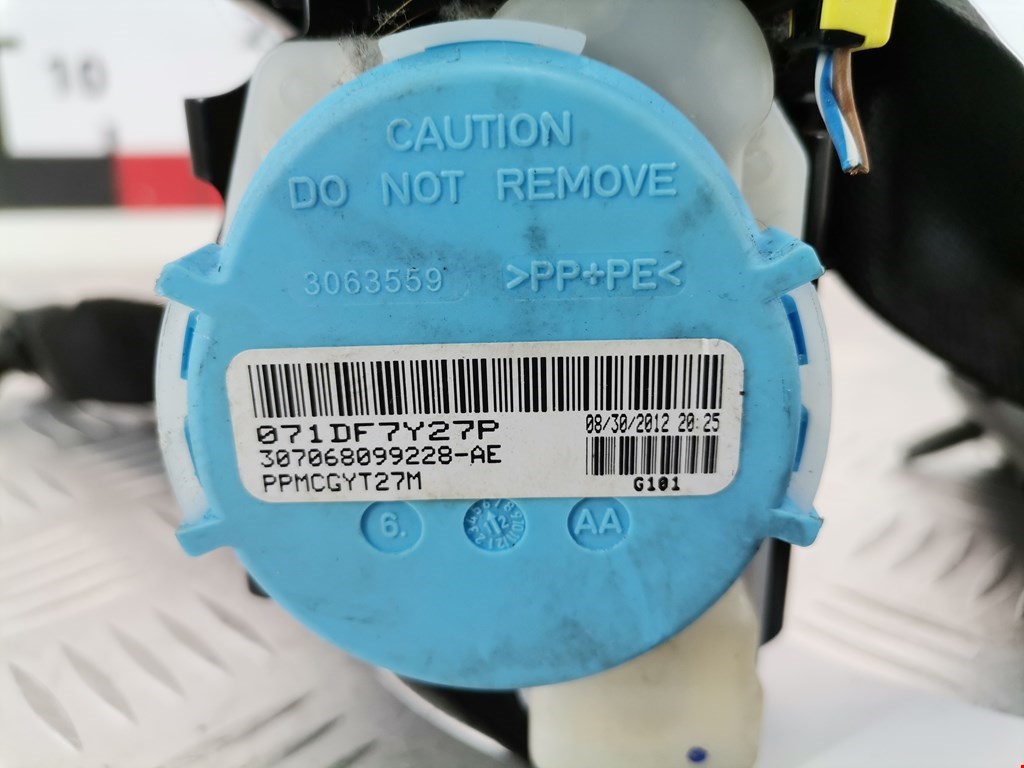 10
CAUTION
DO NOT REMOVE
3063559 >PP+PE<
071DF7Y27P
08/30/2012 20:25
307068099228-AE
PPMCGYT27M
G101
6. 12 AA